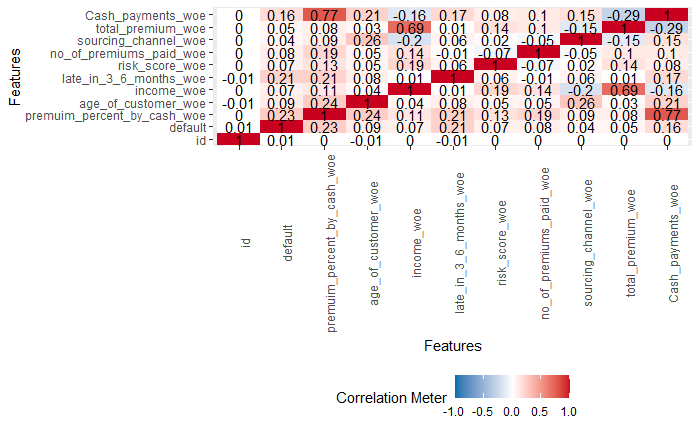 Features
Cash_payments_woe 0 0.16 0.77 0.21 -0.16 0.17 0.08 0.1 0.15 -0.29 1
total_premium_woe 0 0.05 0.08 0.03 0.69 0.01 0.14 0.1 -0.15 1 -0.29
sourcing_channel_woe 0 0.04 0.09 0.26 -0.2 0.06 0.02 -0.05 1 -0.15 0.15
no_of_premiums_paid_woe 0 0.08 0.19 0.05 0.14 -0.01 -0.07 1 -0.05 0.1 0.1
risk_score_woe 0 0.07 0.13 0.05 0.19 0.06 1 -0.07 0.02 0.14 0.08
late_in_3_6_months_woe -0.01 0.21 0.21 0.08 0.01 1 0.06 -0.01 0.06 0.01 0.17
income_woe 0 0.07 0.11 0.04 1 0.01 0.19 0.14 -0.2 0.69 -0.16
age_of_customer_woe -0.01 0.09 0.24 1 0.04 0.08 0.05 0.05 0.26 0.03 0.21
premuim_percent_by_cash_woe 0 0.23 1 0.24 0.11 0.21 0.13 0.19 0.09 0.08 0.77
default 0.01 1 0.23 0.09 0.07 0.21 0.07 0.08 0.04 0.05 0.16
id 1 0.01 0 -0.01 0 -0.01 0 0 0 0 0
id
default
premuim_percent_by_cash_woe
age_of_customer_woe
income_woe
late_in_3_6_months_woe
risk_score_woe
no_of_premiums_paid_woe
sourcing_channel_woe
total_premium_woe
Cash_payments_woe
Features
Correlation Meter
-1.0 -0.5 0.0 0.5 1.0